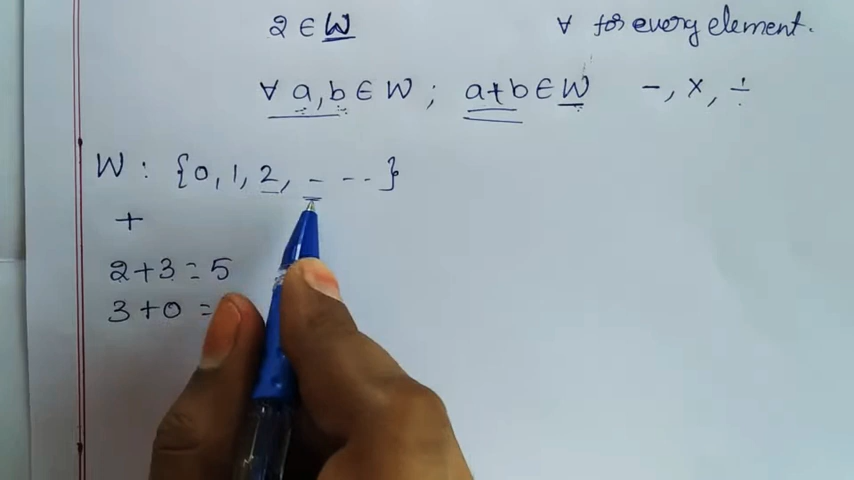 2 ∈ W ∀ for every element.
∀ a, b ∈ W ; a+b ∈ W -, ×, ÷
W : {0, 1, 2, - - - }
+
2 + 3 = 5
3 + 0 =